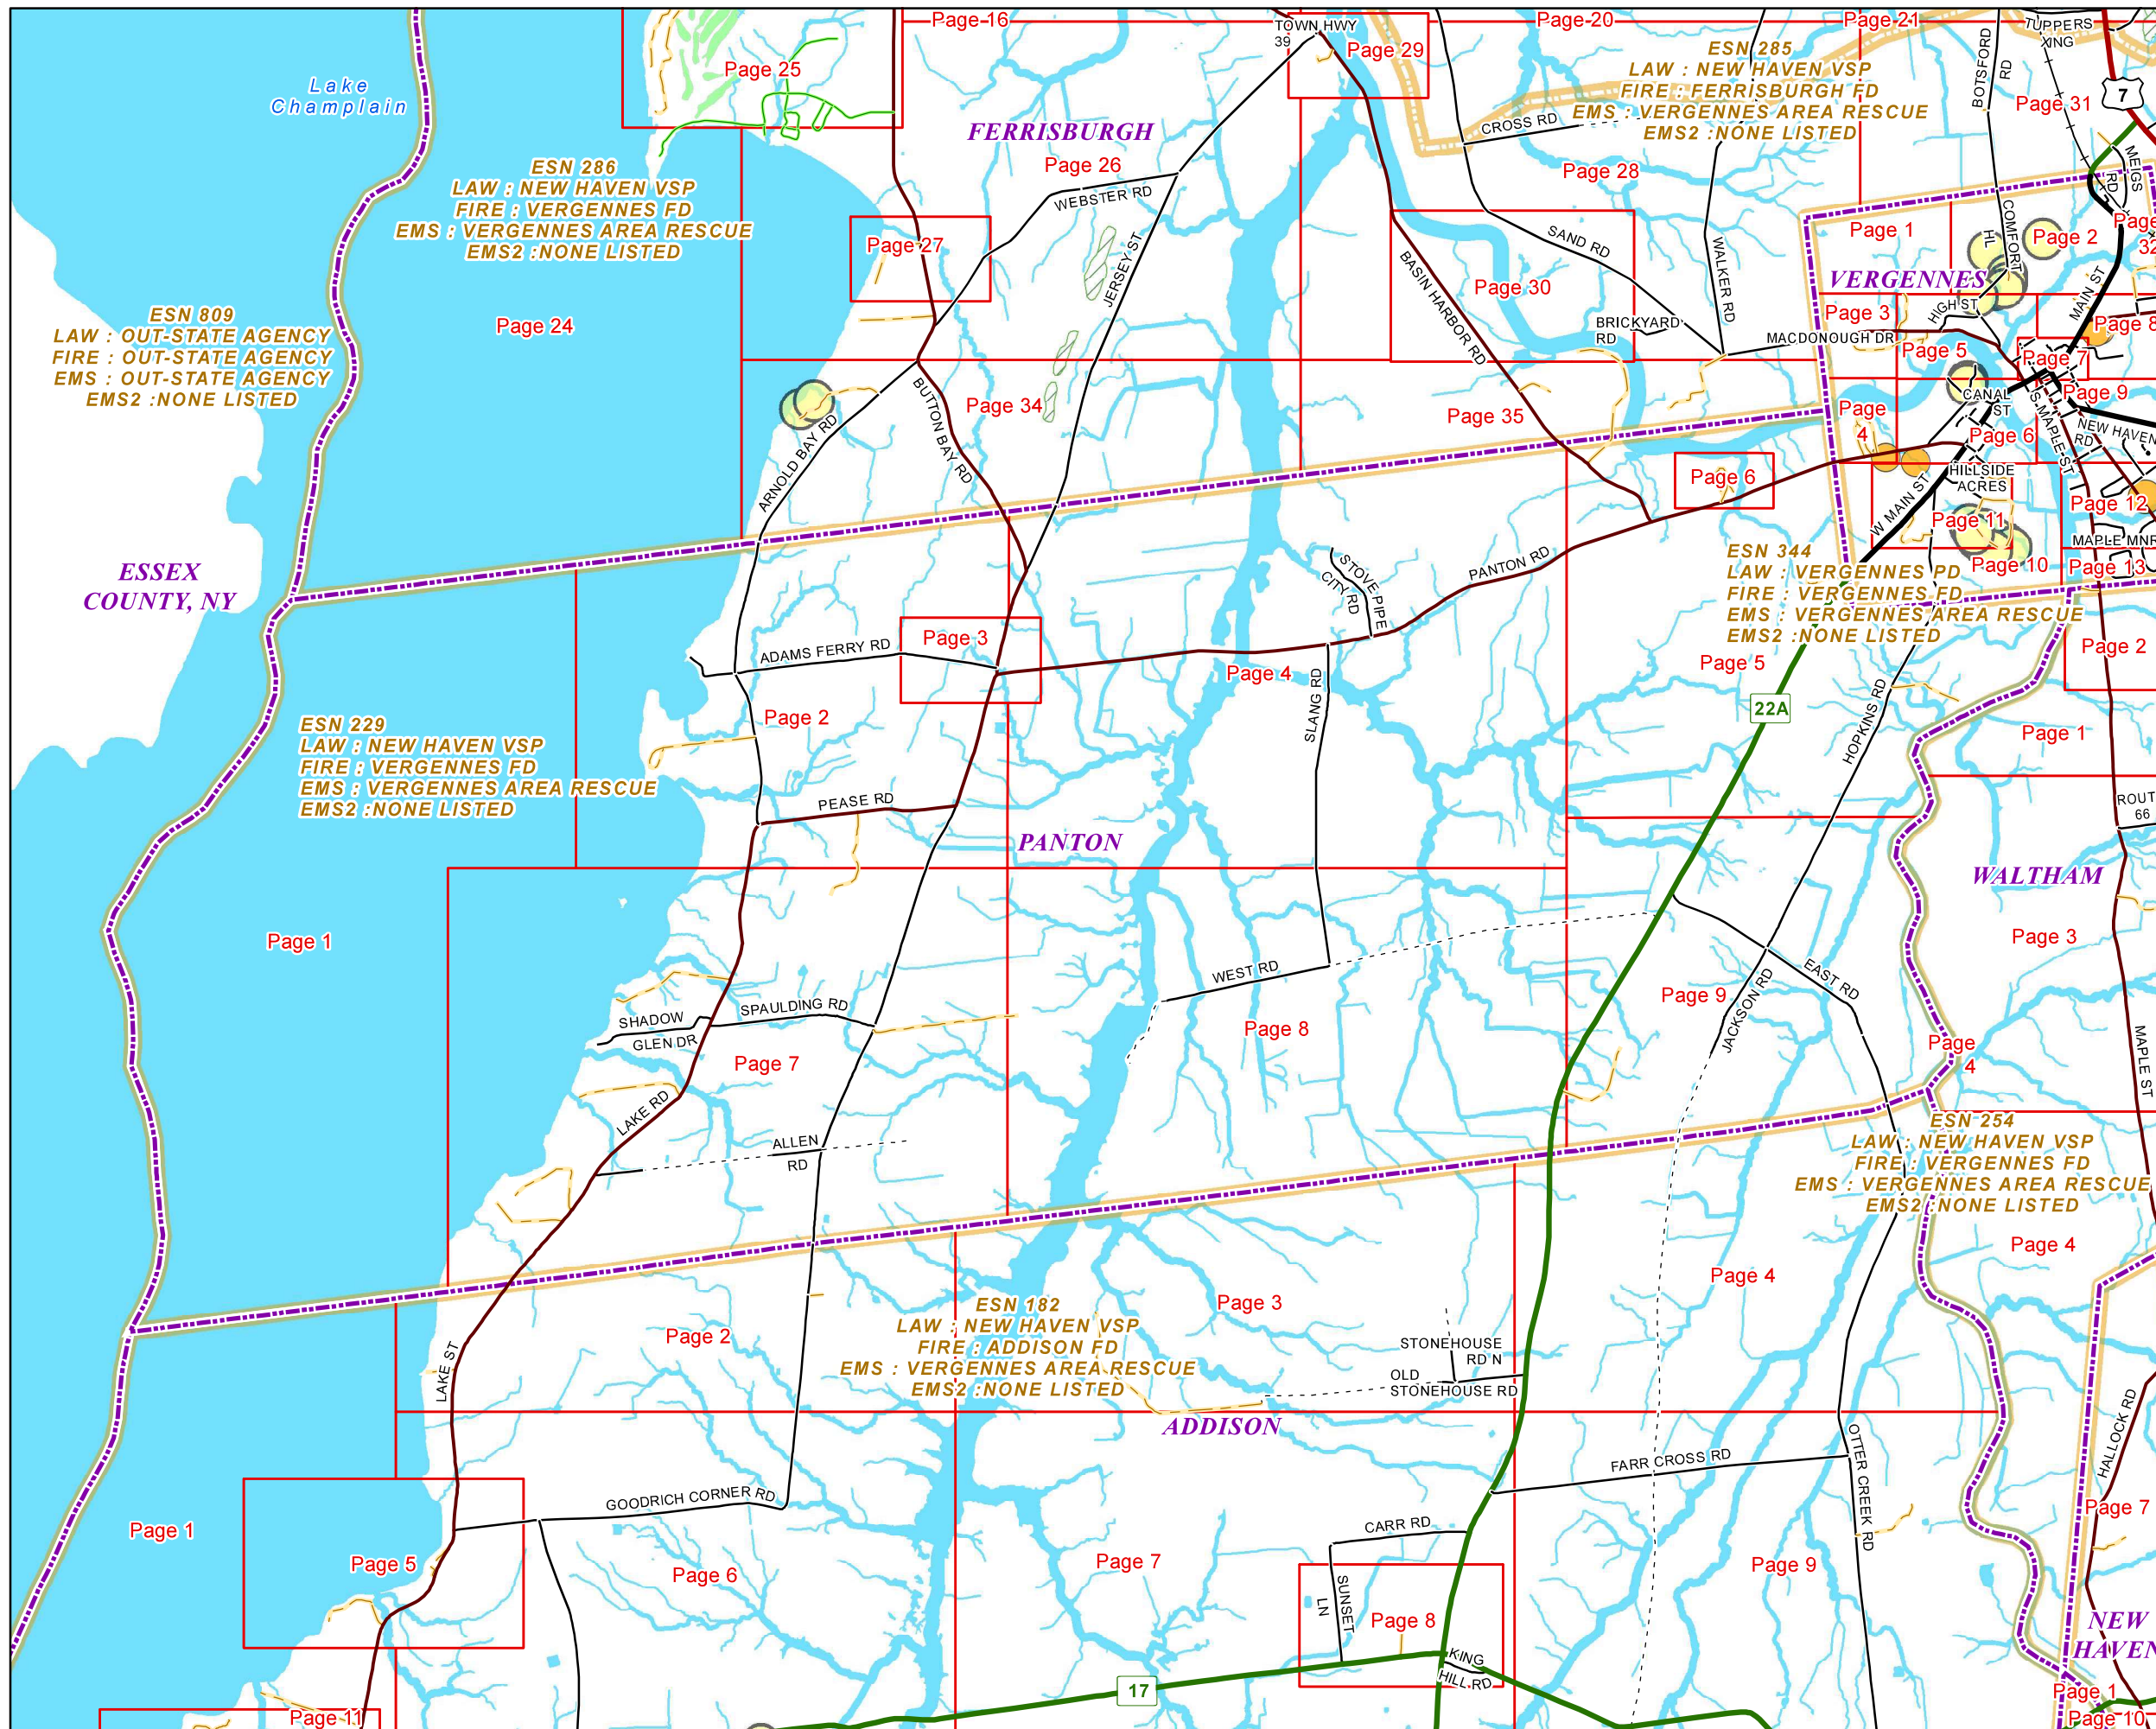 Page 16
TOWN HWY
39
Page 29
Page 20
Page 21
TUPPERS
XING
Lake
Champlain
Page 25
ESN 285
LAW : NEW HAVEN VSP
FIRE : FERRISBURGH FD
EMS : VERGENNES AREA RESCUE
EMS2 :NONE LISTED
BOTSFORD
RD
Page 31
7
FERRISBURGH
Page 26
CROSS RD
Page 28
MEIGS
RD
ESN 286
LAW : NEW HAVEN VSP
FIRE : VERGENNES FD
EMS : VERGENNES AREA RESCUE
EMS2 :NONE LISTED
WEBSTER RD
JERSEY ST
Page 27
SAND RD
WALKER RD
Page 1
COMFORT
HL
Page 2
Page
32
VERGENNES
BASIN HARBOR RD
Page 30
BRICKYARD
RD
MACDONOUGH DR
Page 3
HIGH ST
MAIN ST
Page 8
ESN 809
LAW : OUT-STATE AGENCY
FIRE : OUT-STATE AGENCY
EMS : OUT-STATE AGENCY
EMS2 :NONE LISTED
Page 24
Page 5
Page 7
Page 34
BUTTON BAY RD
ARNOLD BAY RD
Page 35
Page
4
CANAL
ST
S MAPLE ST
Page 9
NEW HAVEN
RD
Page 6
Page 6
HILLSIDE
ACRES
W MAIN ST
Page 11
Page 12
MAPLE MNR
Page 10
Page 13
ESSEX
COUNTY, NY
STOVE PIPE
CITY RD
PANTON RD
ESN 344
LAW : VERGENNES PD
FIRE : VERGENNES FD
EMS : VERGENNES AREA RESCUE
EMS2 :NONE LISTED
Page 3
ADAMS FERRY RD
Page 4
Page 5
Page 2
SLANG RD
22A
HOPKINS RD
Page 2
Page 1
ESN 229
LAW : NEW HAVEN VSP
FIRE : VERGENNES FD
EMS : VERGENNES AREA RESCUE
EMS2 :NONE LISTED
PEASE RD
ROUT
66
PANTON
WALTHAM
Page 1
Page 3
WEST RD
EAST RD
Page 9
JACKSON RD
SHADOW
GLEN DR
SPAULDING RD
Page 8
Page 7
Page
4
MAPLE ST
LAKE RD
ALLEN
RD
ESN 254
LAW : NEW HAVEN VSP
FIRE : VERGENNES FD
EMS : VERGENNES AREA RESCUE
EMS2 :NONE LISTED
Page 4
Page 4
ESN 182
LAW : NEW HAVEN VSP
FIRE : ADDISON FD
EMS : VERGENNES AREA RESCUE
EMS2 :NONE LISTED
Page 3
Page 2
LAKE ST
STONEHOUSE
RD N
OLD
STONEHOUSE RD
ADDISON
HALLOCK RD
FARR CROSS RD
OTTER CREEK RD
GOODRICH CORNER RD
Page 7
Page 1
CARR RD
Page 5
Page 6
Page 7
Page 9
SUNSET
LN
Page 8
NEW
HAVEN
KING
HILL RD
17
Page 1
Page 11
Page 10